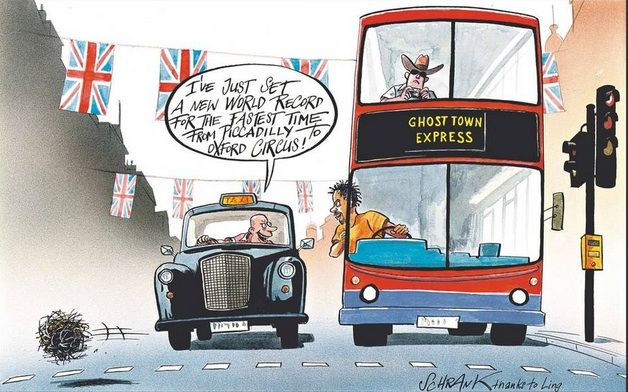 I'VE JUST SET
A NEW WORLD RECORD
FOR THE FASTEST TIME
FROM PICCADILLY TO
OXFORD CIRCUS!
TAXI
GHOST TOWN
EXPRESS
SCHRANK thanks to Ling